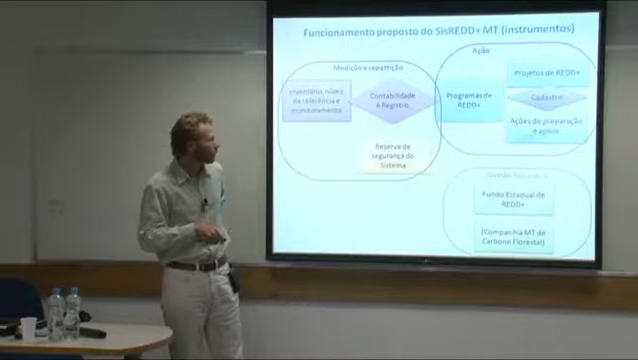 Funcionamento proposto do SisREDD+ MT (instrumentos)
Medição e repartição
Inventário, níveis
de referência e
monitoramento
Contabilidade
e Registro
Reserva de
segurança do
Sistema
Ação
Programas de
REDD+
Projetos de REDD+
Cadastro
Ações de preparação
e apoio
Fundo Estadual de
REDD+
(Companhia MT de
Carbono Florestal)